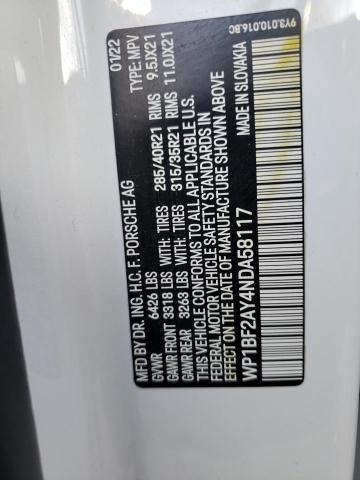 MFD BY DR. ING. H.C. F. PORSCHE AG 01/22
GVWR 6426 LBS TYPE: MPV
GAWR FRONT 3318 LBS WITH: TIRES 285/40R21 RIMS 9.5JX21
GAWR REAR 3263 LBS WITH: TIRES 315/35R21 RIMS 11.0JX21
THIS VEHICLE CONFORMS TO ALL APPLICABLE U.S.
FEDERAL MOTOR VEHICLE SAFETY STANDARDS IN
EFFECT ON THE DATE OF MANUFACTURE SHOWN ABOVE
WP1BF2AY4NDA58117 MADE IN SLOVAKIA
9Y3.010.016.BC